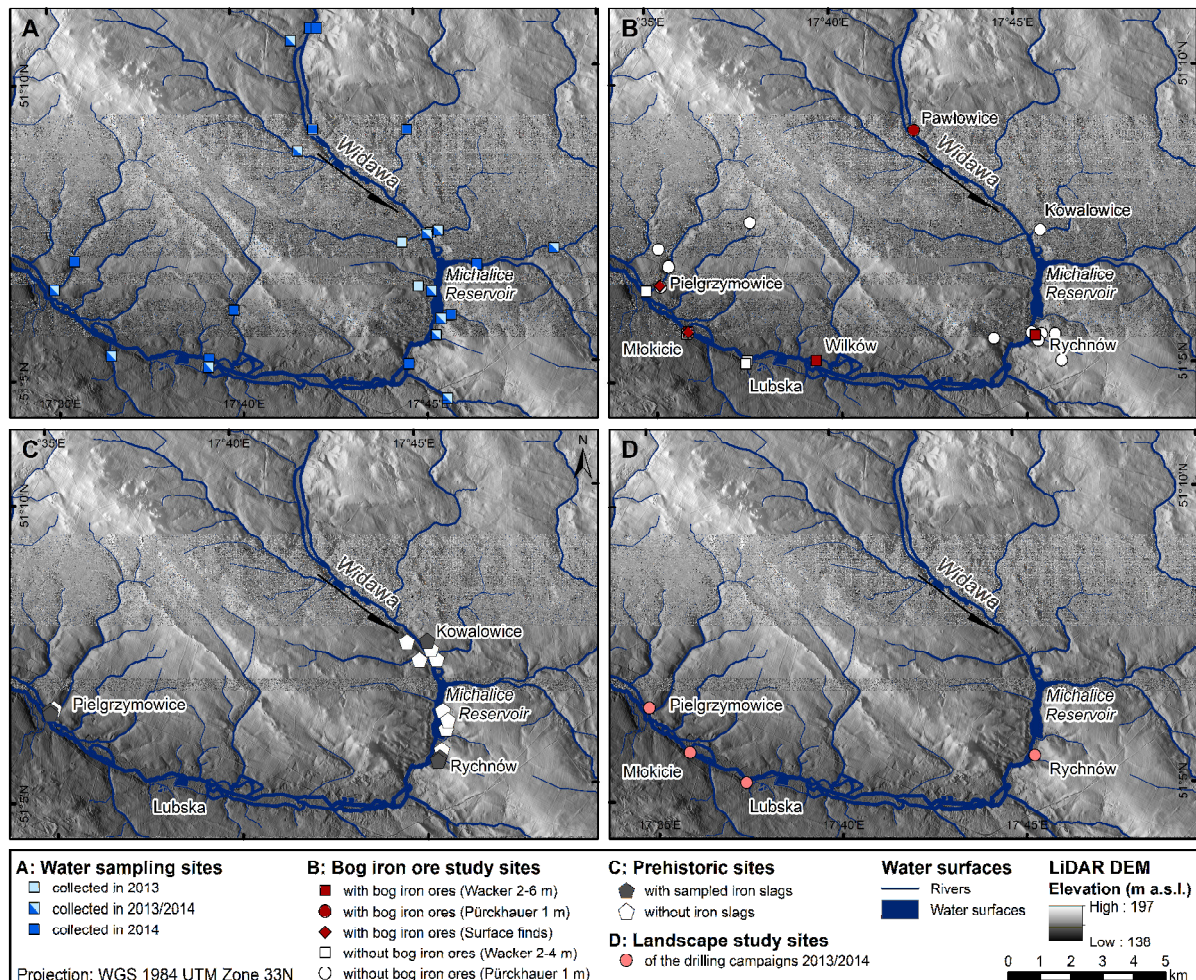 A
B
51°10'N
17°30'E
17°40'E
17°45'E
51°5'N
Widawa
Michalice
Reservoir
°35'E
17°40'E
17°45'E
51°10'N
51°5'N
Pawłowice
Widawa
Kowalowice
Michalice
Reservoir
Pielgrzymowice
Młokicie
Wilków
Lubska
Rychnów
C
°35'E
17°40'E
17°45'E
N
51°10'N
51°5'N
Widawa
Kowalowice
Michalice
Reservoir
Pielgrzymowice
Rychnów
Lubska
D
51°10'N
51°5'N
Widawa
Michalice
Reservoir
Pielgrzymowice
Młokicie
Rychnów
Lubska
17°40'E
17°45'E
A: Water sampling sites
collected in 2013
collected in 2013/2014
collected in 2014
Projection: WGS 1984 UTM Zone 33N
B: Bog iron ore study sites
with bog iron ores (Wacker 2-6 m)
with bog iron ores (Pürckhauer 1 m)
with bog iron ores (Surface finds)
without bog iron ores (Wacker 2-4 m)
without bog iron ores (Pürckhauer 1 m)
C: Prehistoric sites
with sampled iron slags
without iron slags
D: Landscape study sites
of the drilling campaigns 2013/2014
Water surfaces
Rivers
Water surfaces
LiDAR DEM
Elevation (m a.s.l.)
High : 197
Low : 138
0 1 2 3 4 5
km